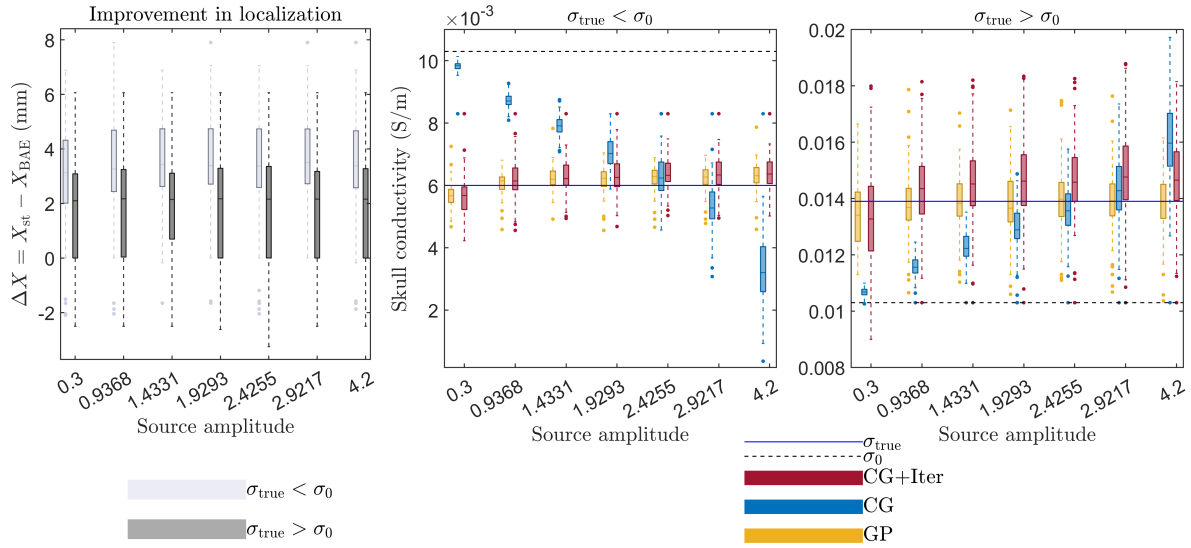 Improvement in localization
8
6
4
2
0
-2
ΔX = X_st − X_BAE (mm)
0.3
0.9368
1.4331
1.9293
2.4255
2.9217
4.2
Source amplitude
σ_true < σ_0
σ_true > σ_0
×10⁻³
σ_true < σ_0
10
8
6
4
2
Skull conductivity (S/m)
0.3
0.9368
1.4331
1.9293
2.4255
2.9217
4.2
Source amplitude
σ_true > σ_0
0.02
0.018
0.016
0.014
0.012
0.01
0.008
0.3
0.9368
1.4331
1.9293
2.4255
2.9217
4.2
Source amplitude
σ_true
σ_0
CG+Iter
CG
GP